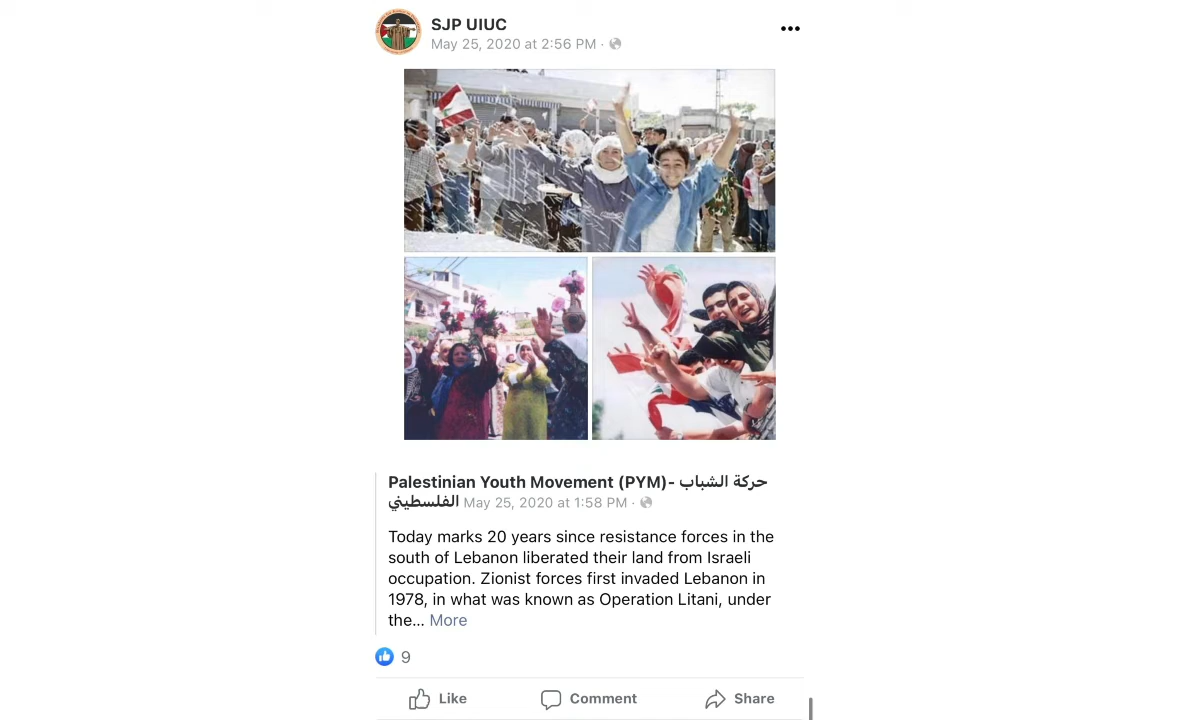 SJP UIUC
May 25, 2020 at 2:56 PM ·
Palestinian Youth Movement (PYM)- حركة الشباب
الفلسطيني May 25, 2020 at 1:58 PM ·
Today marks 20 years since resistance forces in the
south of Lebanon liberated their land from Israeli
occupation. Zionist forces first invaded Lebanon in
1978, in what was known as Operation Litani, under
the... More
9
Like Comment Share